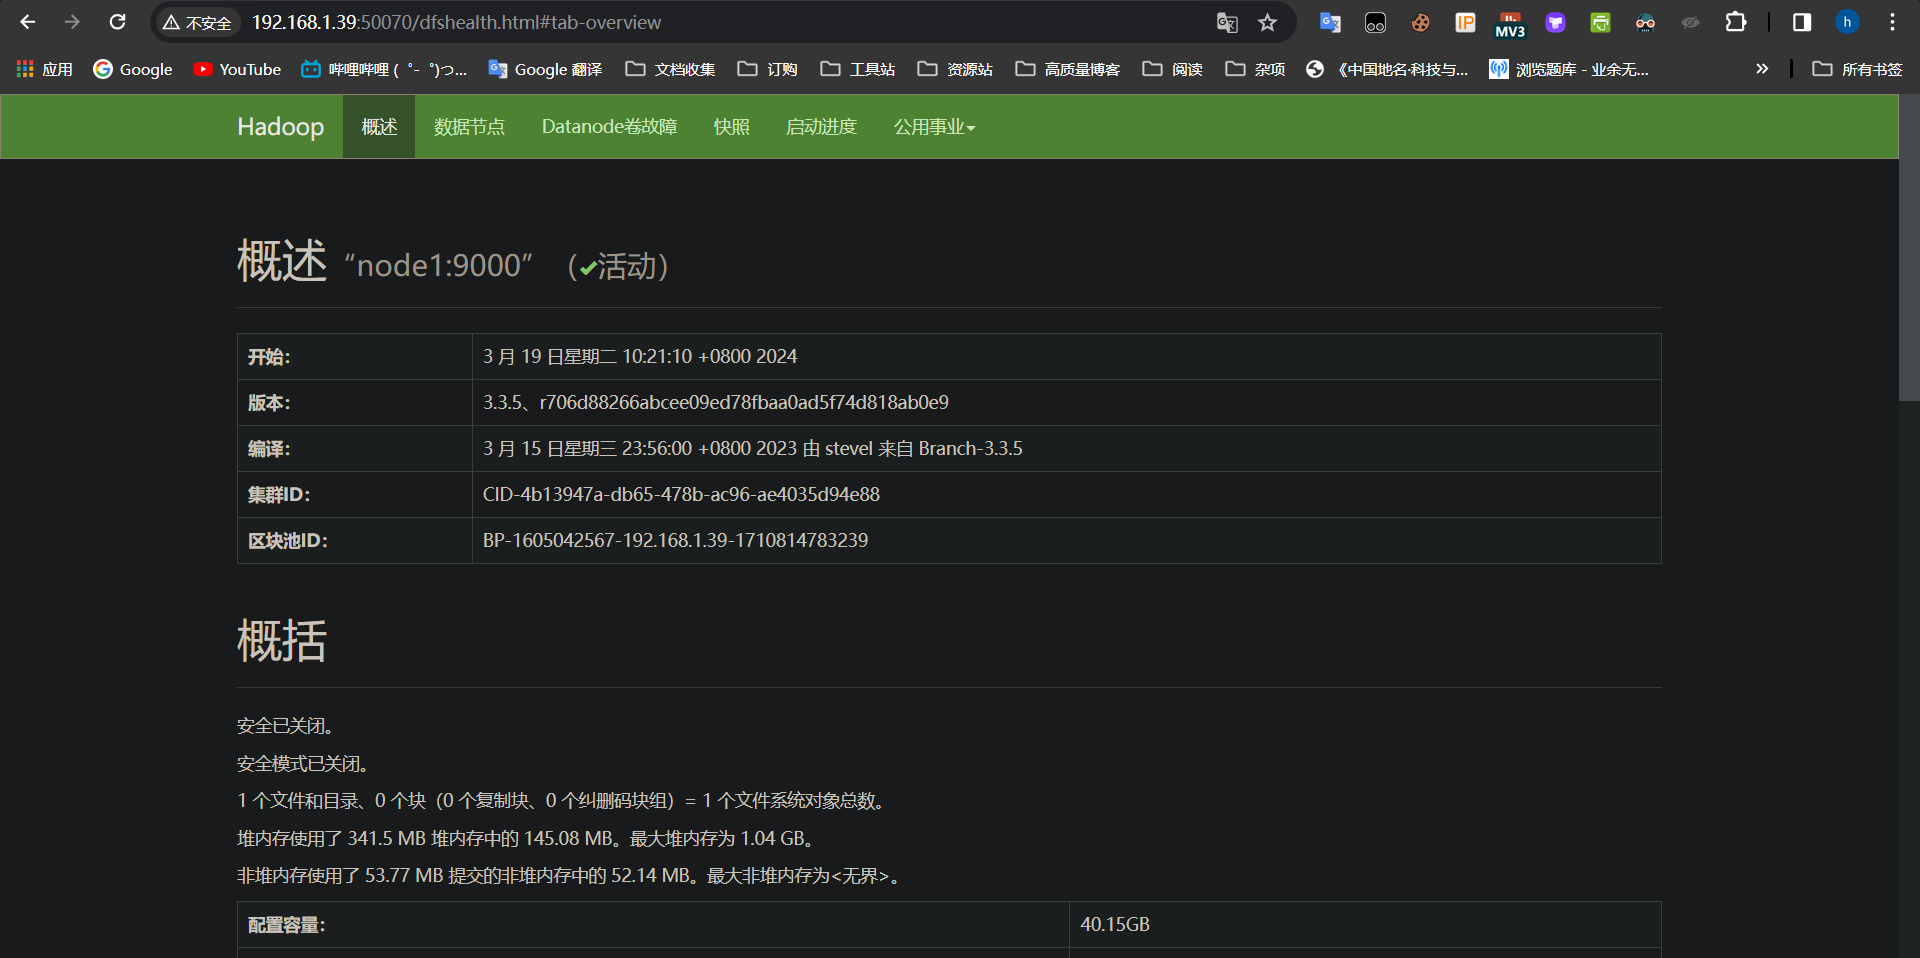 不安全 192.168.1.39:50070/dfshealth.html#tab-overview IP MV3 h
应用 Google YouTube 哔哩哔哩 (゜-゜)つ... Google 翻译 文档收集 订购 工具站 资源站 高质量博客 阅读 杂项 《中国地名·科技与... 浏览题库 - 业余无... » 所有书签
Hadoop 概述 数据节点 Datanode卷故障 快照 启动进度 公用事业
概述 “node1:9000” （✔活动）
开始： 3 月 19 日星期二 10:21:10 +0800 2024
版本： 3.3.5、r706d88266abcee09ed78fbaa0ad5f74d818ab0e9
编译： 3 月 15 日星期三 23:56:00 +0800 2023 由 stevel 来自 Branch-3.3.5
集群ID： CID-4b13947a-db65-478b-ac96-ae4035d94e88
区块池ID： BP-1605042567-192.168.1.39-1710814783239
概括
安全已关闭。
安全模式已关闭。
1 个文件和目录、0 个块（0 个复制块、0 个纠删码块组）= 1 个文件系统对象总数。
堆内存使用了 341.5 MB 堆内存中的 145.08 MB。最大堆内存为 1.04 GB。
非堆内存使用了 53.77 MB 提交的非堆内存中的 52.14 MB。最大非堆内存为<无界>。
配置容量： 40.15GB